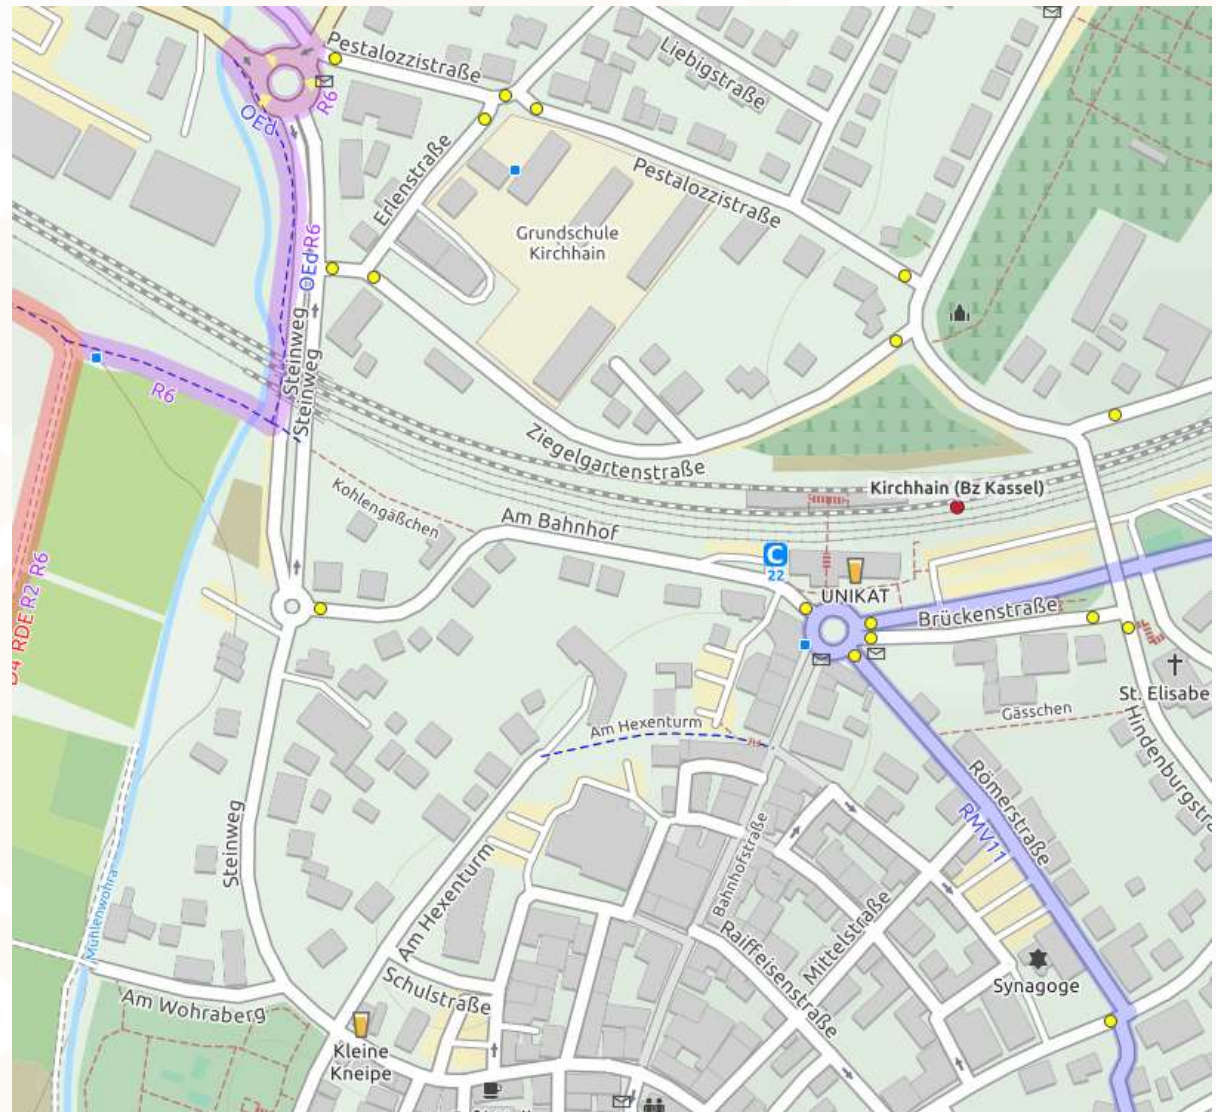 Pestalozzistraße
Liebigstraße
R6
OEd
Erlenstraße
Pestalozzistraße
Grundschule
Kirchhain
OEd R6
Steinweg
Steinweg
R6
Ziegelgartenstraße
Kirchhain (Bz Kassel)
Kohlengäßchen
Am Bahnhof
C
22
UNIKAT
Brückenstraße
R6
R2
RDE
D4
St. Elisabe
Gässchen
Am Hexenturm
Hindenburgstra
Römerstraße
RMV11
Steinweg
Bahnhofstraße
Mühlenwohra
Am Hexenturm
Mittelstraße
Raiffeisenstraße
Synagoge
Schulstraße
Am Wohraberg
Kleine
Kneipe